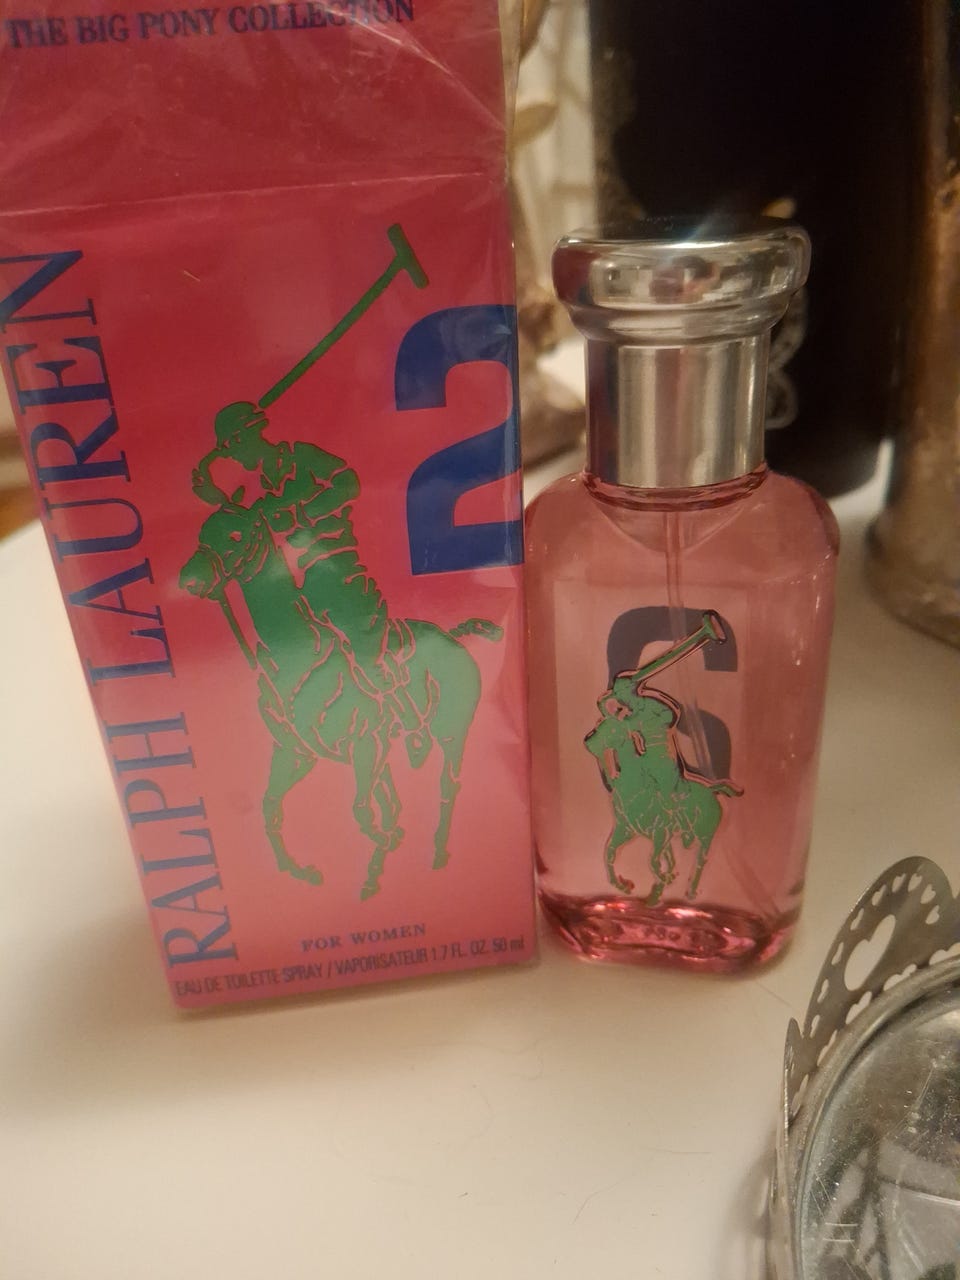 THE BIG PONY COLLECTION
RALPH LAUREN
2
FOR WOMEN
EAU DE TOILETTE SPRAY / VAPORISATEUR 1.7 FL. OZ. 50 ml
2